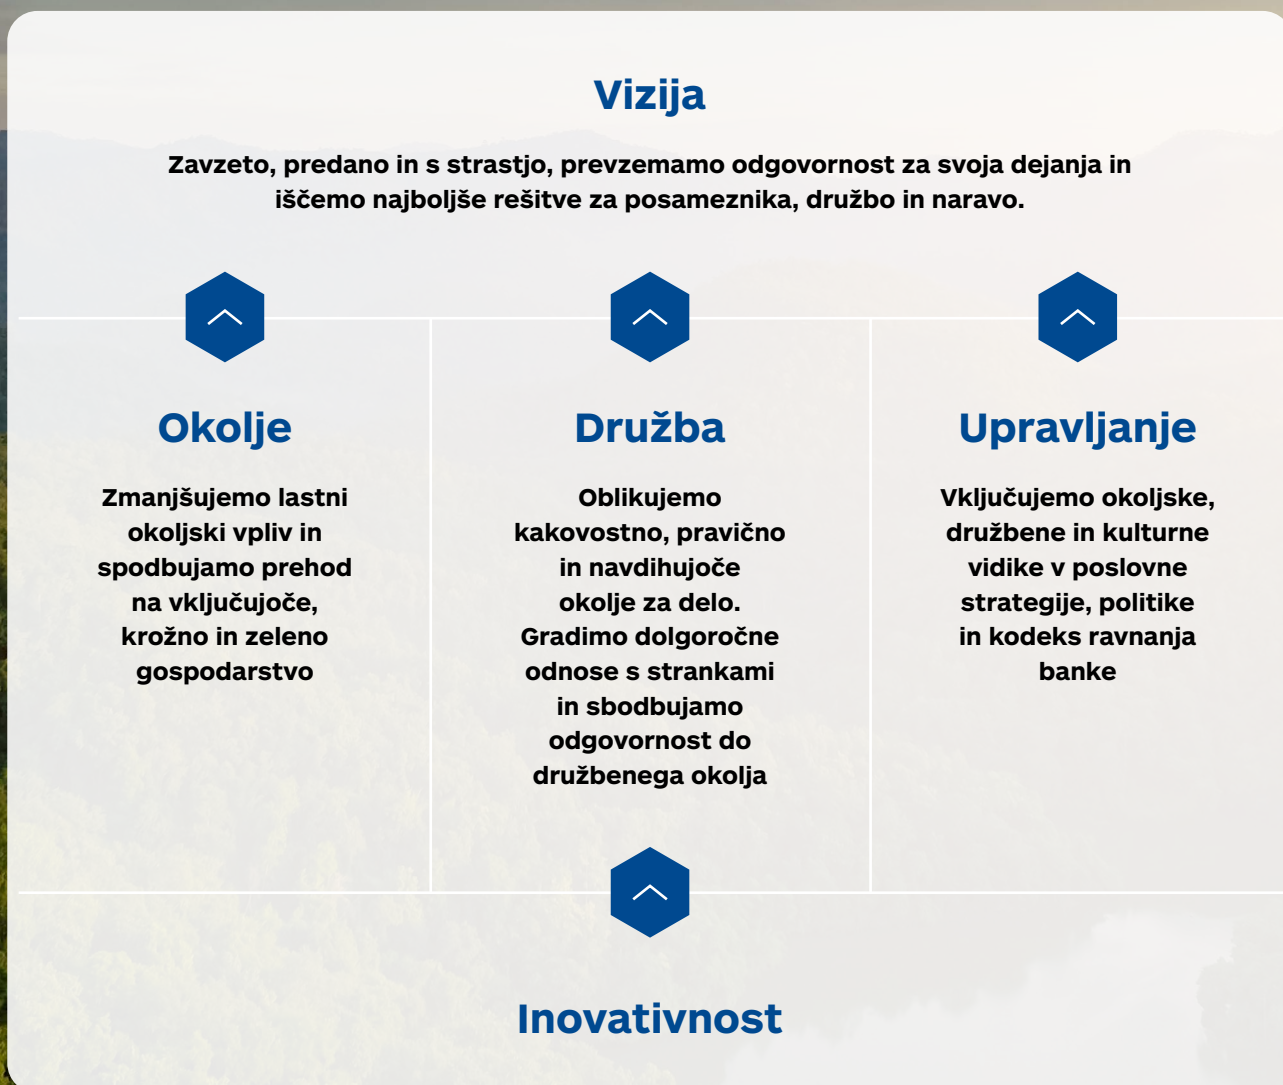 Vizija
Zavzeto, predano in s strastjo, prevzemamo odgovornost za svoja dejanja in
iščemo najboljše rešitve za posameznika, družbo in naravo.
Okolje
Zmanjšujemo lastni
okoljski vpliv in
spodbujamo prehod
na vključujoče,
krožno in zeleno
gospodarstvo
Družba
Oblikujemo
kakovostno, pravično
in navdihujoče
okolje za delo.
Gradimo dolgoročne
odnose s strankami
in sbodbujamo
odgovornost do
družbenega okolja
Upravljanje
Vključujemo okoljske,
družbene in kulturne
vidike v poslovne
strategije, politike
in kodeks ravnanja
banke
Inovativnost